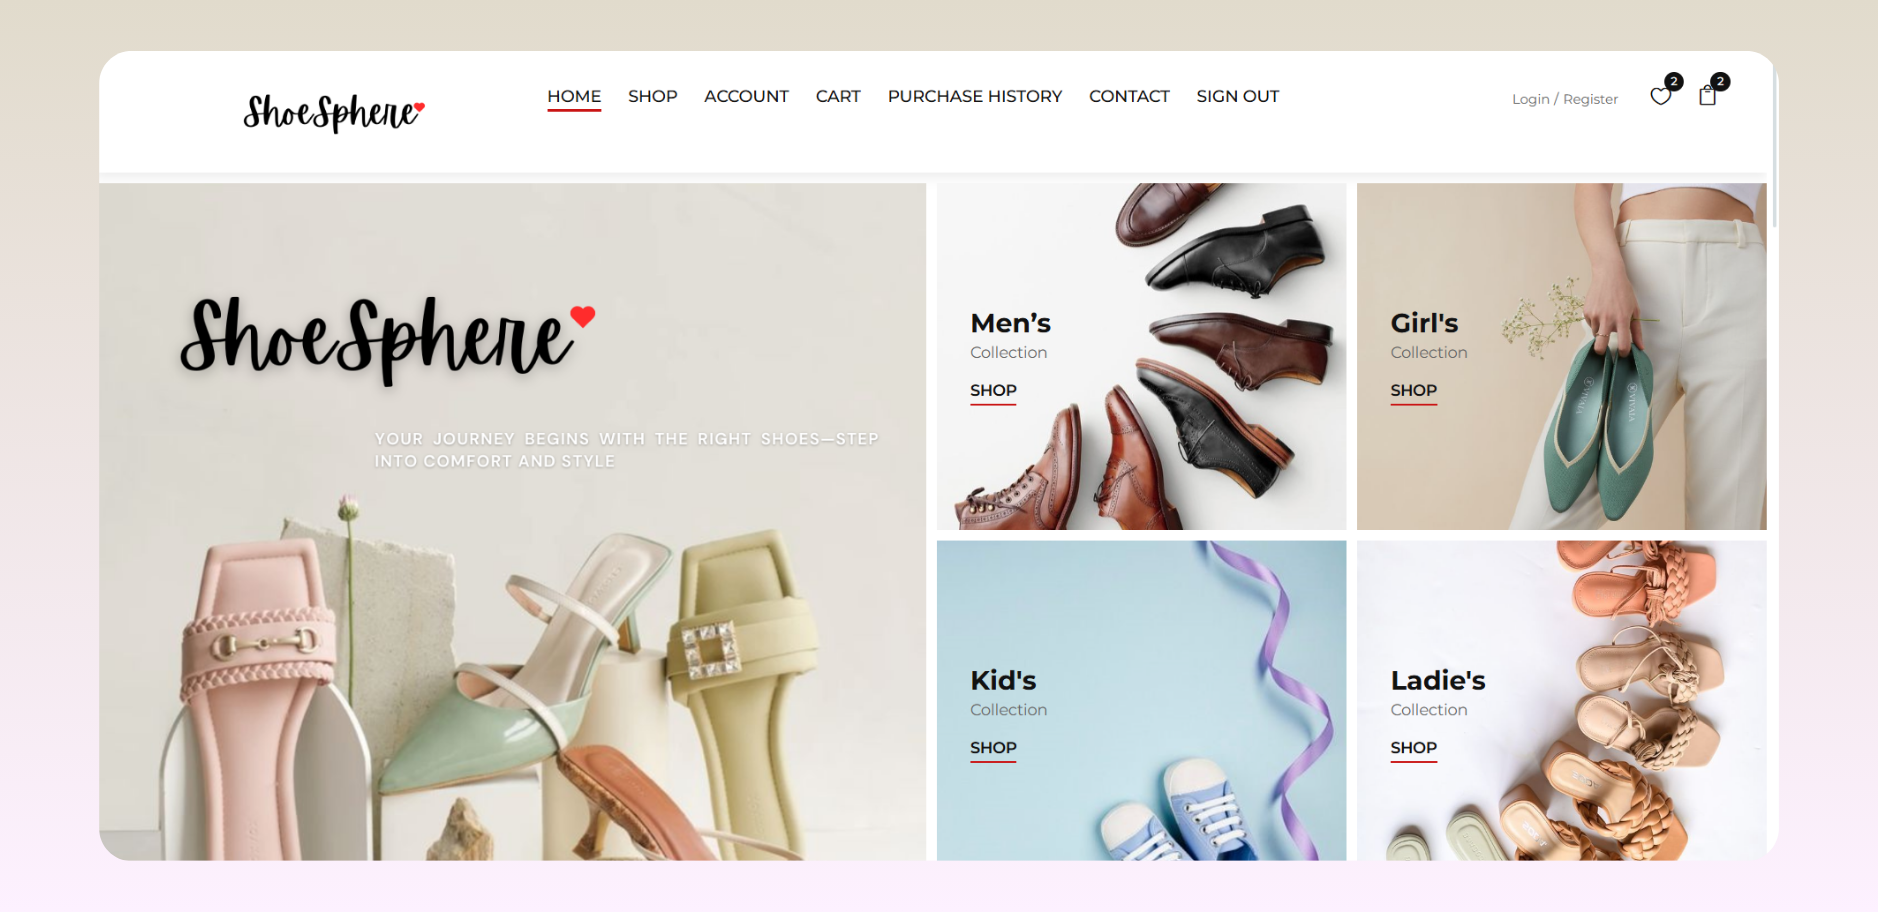 ShoeSphere
HOME SHOP ACCOUNT CART PURCHASE HISTORY CONTACT SIGN OUT
Login / Register 2 2
ShoeSphere
YOUR JOURNEY BEGINS WITH THE RIGHT SHOES—STEP
INTO COMFORT AND STYLE
Men’s
Collection
SHOP
Girl's
Collection
SHOP
VIVAIA
VIVAIA
Kid's
Collection
SHOP
Ladie's
Collection
SHOP